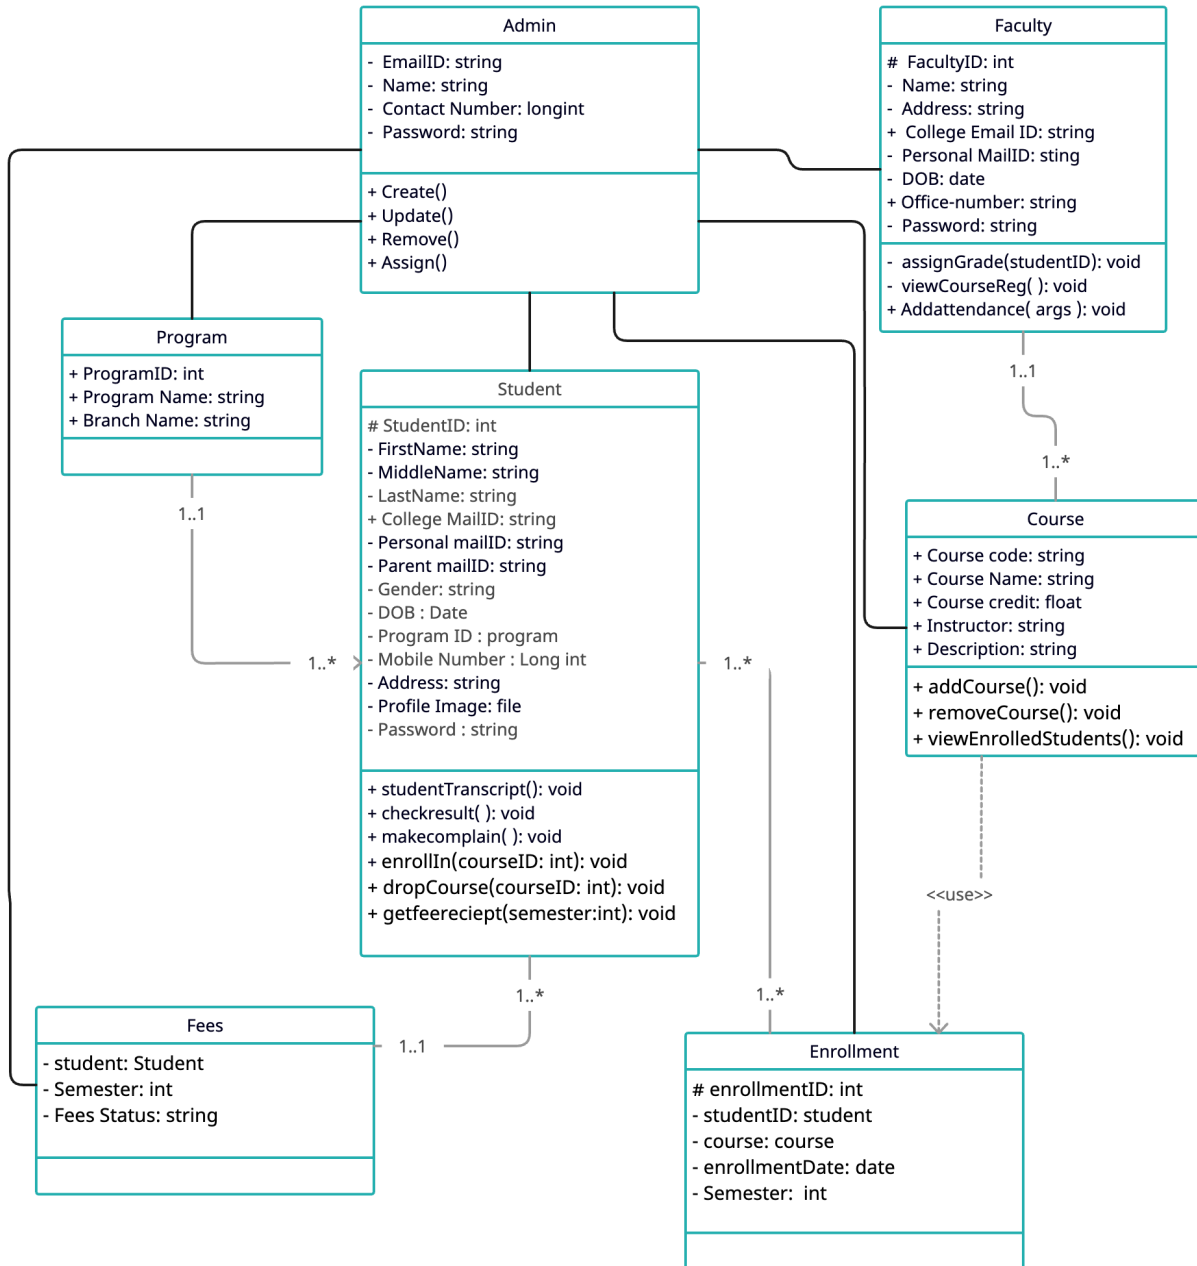 Admin
- EmailID: string
- Name: string
- Contact Number: longint
- Password: string
+ Create()
+ Update()
+ Remove()
+ Assign()
Faculty
# FacultyID: int
- Name: string
- Address: string
+ College Email ID: string
- Personal MailID: sting
- DOB: date
+ Office-number: string
- Password: string
- assignGrade(studentID): void
- viewCourseReg( ): void
+ Addattendance( args ): void
Program
+ ProgramID: int
+ Program Name: string
+ Branch Name: string
1..1
1..*
Student
# StudentID: int
- FirstName: string
- MiddleName: string
- LastName: string
+ College MailID: string
- Personal mailID: string
- Parent mailID: string
- Gender: string
- DOB : Date
- Program ID : program
- Mobile Number : Long int
- Address: string
- Profile Image: file
- Password : string
+ studentTranscript(): void
+ checkresult( ): void
+ makecomplain( ): void
+ enrollIn(courseID: int): void
+ dropCourse(courseID: int): void
+ getfeereciept(semester:int): void
1..1
1..*
Course
+ Course code: string
+ Course Name: string
+ Course credit: float
+ Instructor: string
+ Description: string
+ addCourse(): void
+ removeCourse(): void
+ viewEnrolledStudents(): void
1..*
1..*
<<use>>
1..*
1..1
Fees
- student: Student
- Semester: int
- Fees Status: string
Enrollment
# enrollmentID: int
- studentID: student
- course: course
- enrollmentDate: date
- Semester:  int